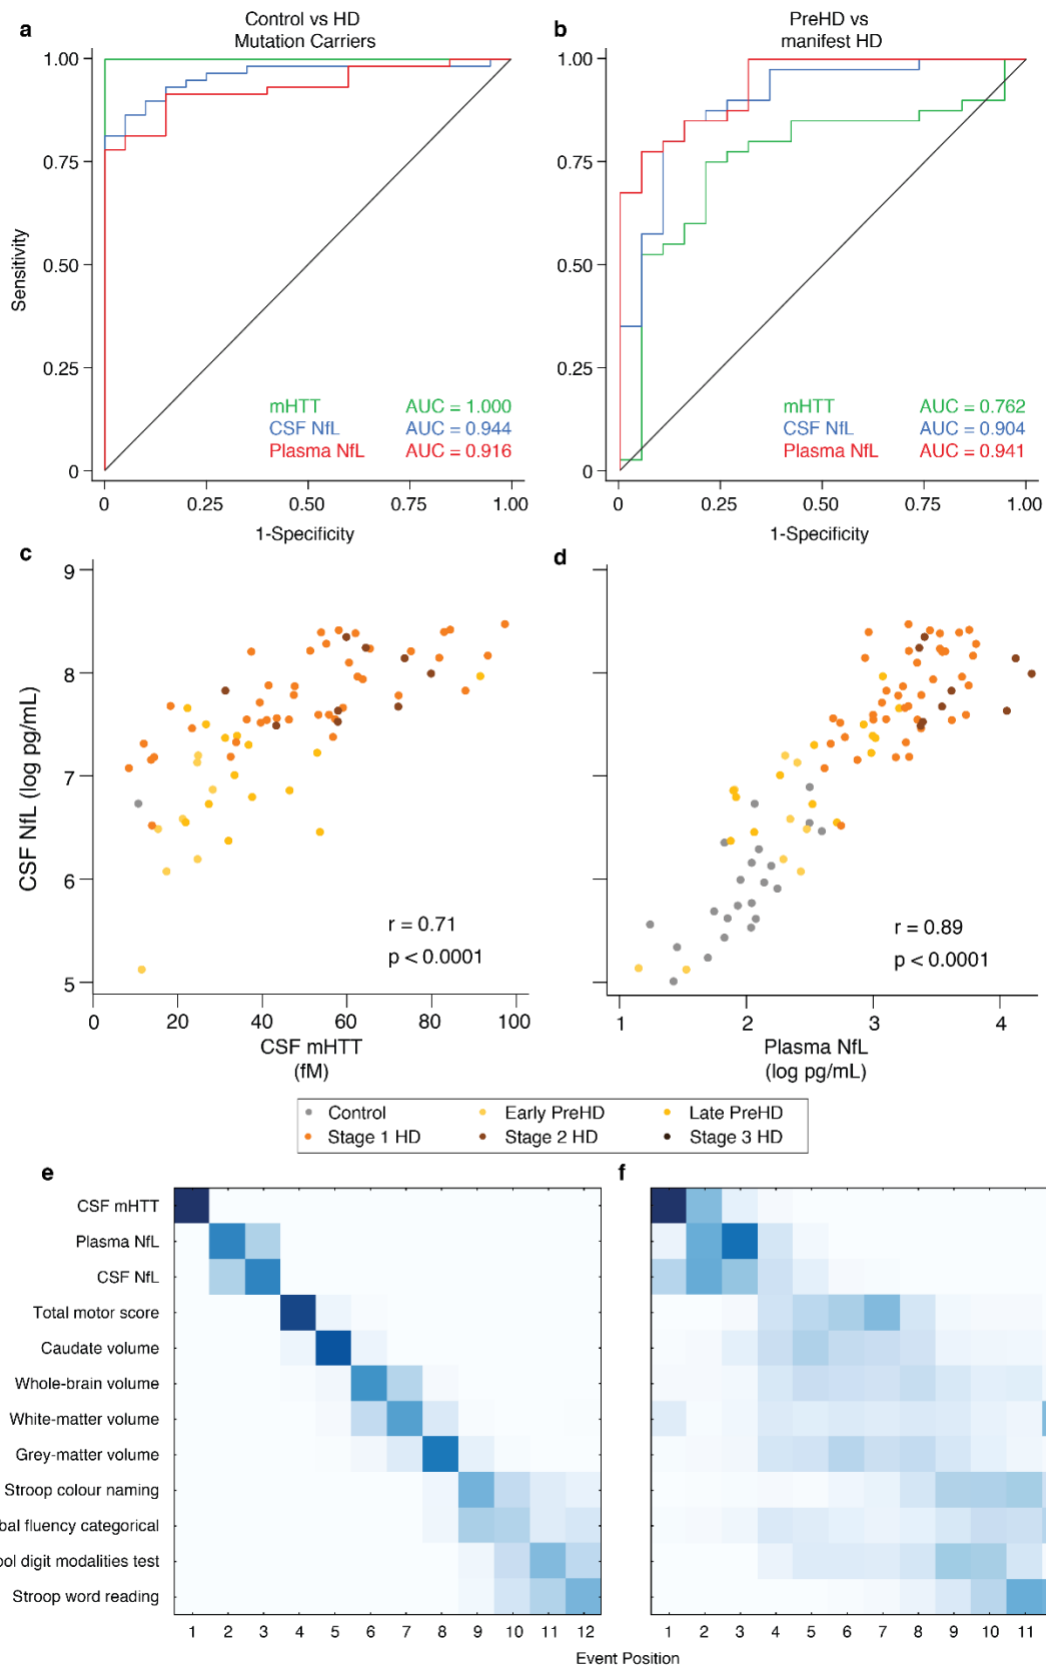 a
Control vs HD
Mutation Carriers
b
PreHD vs
manifest HD
1.00
0.75
0.50
0.25
0
Sensitivity
mHTT AUC = 1.000
CSF NfL AUC = 0.944
Plasma NfL AUC = 0.916
0 0.25 0.50 0.75 1.00
1-Specificity
1.00
0.75
0.50
0.25
0
mHTT AUC = 0.762
CSF NfL AUC = 0.904
Plasma NfL AUC = 0.941
0 0.25 0.50 0.75 1.00
1-Specificity
c
9
8
7
6
5
CSF NfL (log pg/mL)
r = 0.71
p < 0.0001
0 20 40 60 80 100
CSF mHTT
(fM)
d
r = 0.89
p < 0.0001
1 2 3 4
Plasma NfL
(log pg/mL)
Control Early PreHD Late PreHD
Stage 1 HD Stage 2 HD Stage 3 HD
e
f
CSF mHTT
Plasma NfL
CSF NfL
Total motor score
Caudate volume
Whole-brain volume
White-matter volume
Grey-matter volume
Stroop colour naming
bal fluency categorical
ool digit modalities test
Stroop word reading
1 2 3 4 5 6 7 8 9 10 11 12
1 2 3 4 5 6 7 8 9 10 11
Event Position